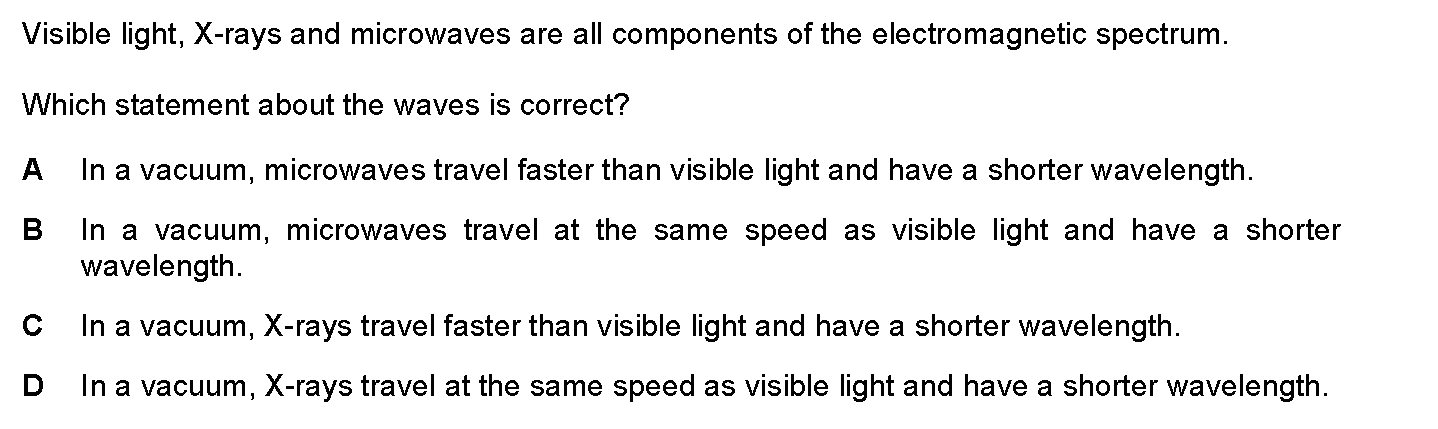 Visible light, X-rays and microwaves are all components of the electromagnetic spectrum.
Which statement about the waves is correct?
A In a vacuum, microwaves travel faster than visible light and have a shorter wavelength.
B In a vacuum, microwaves travel at the same speed as visible light and have a shorter
wavelength.
C In a vacuum, X-rays travel faster than visible light and have a shorter wavelength.
D In a vacuum, X-rays travel at the same speed as visible light and have a shorter wavelength.